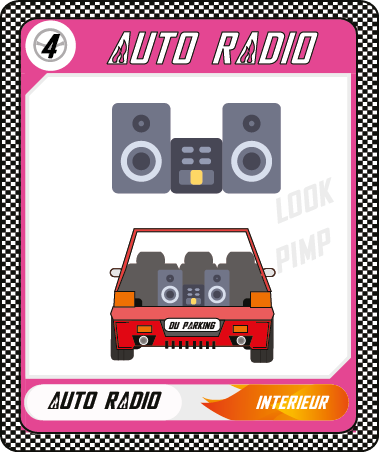 4
AUTO RADIO
LOOK
PIMP
DU PARKING
AUTO RADIO
INTERIEUR